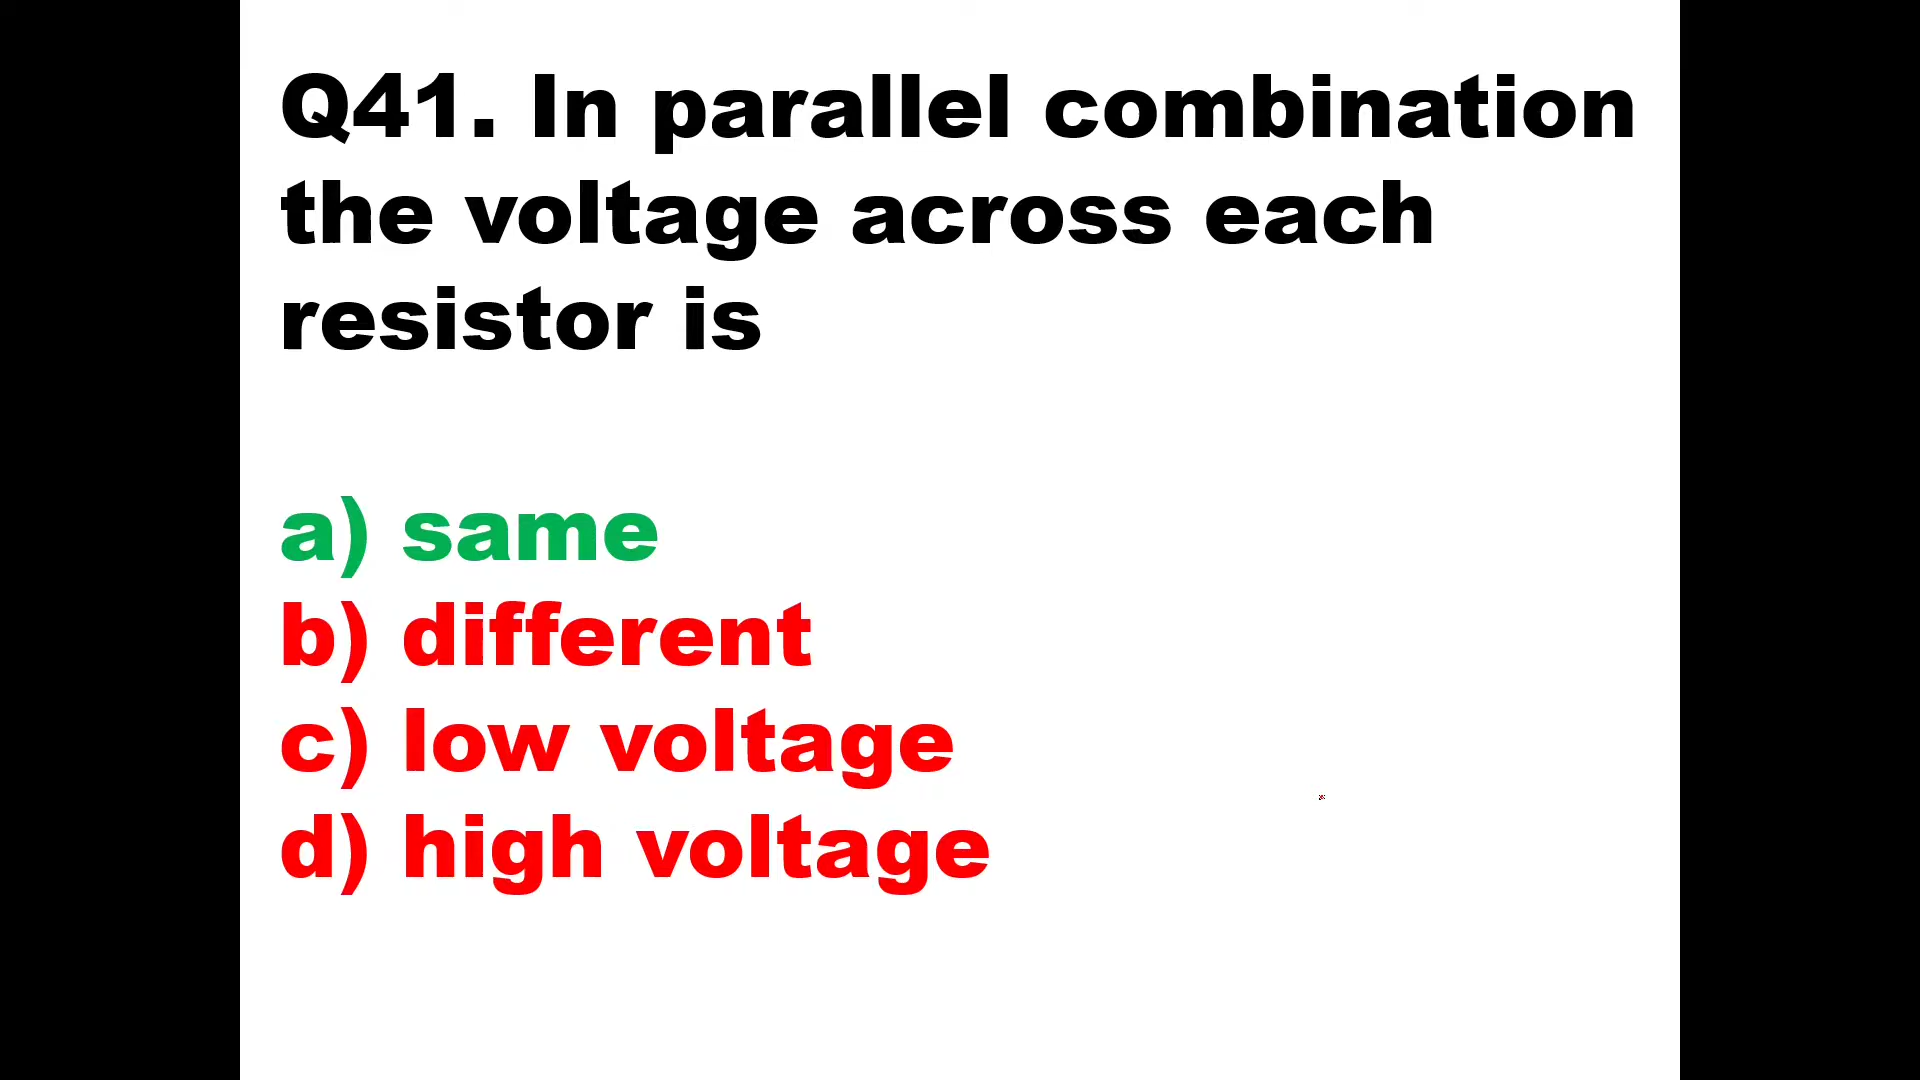 Q41. In parallel combination
the voltage across each
resistor is
a) same
b) different
c) low voltage
d) high voltage